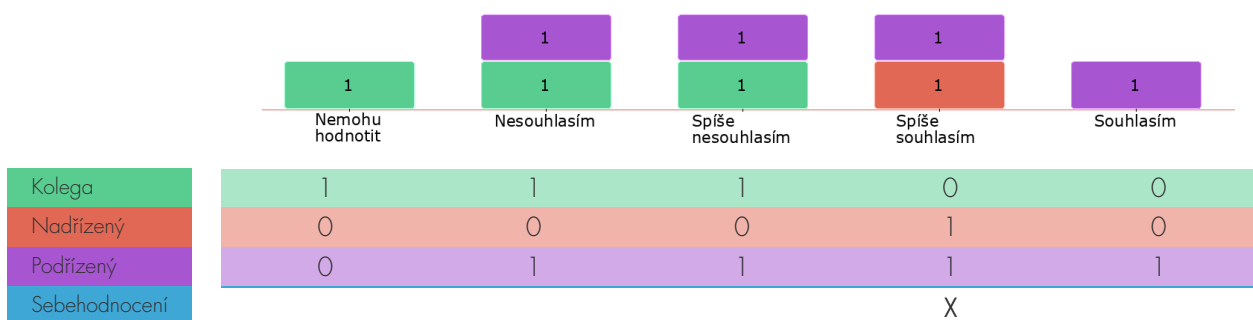 1 1 1
1 1 1 1 1
Nemohu hodnotit
Nesouhlasím
Spíše nesouhlasím
Spíše souhlasím
Souhlasím
Kolega 1 1 1 0 0
Nadřízený 0 0 0 1 0
Podřízený 0 1 1 1 1
Sebehodnocení X